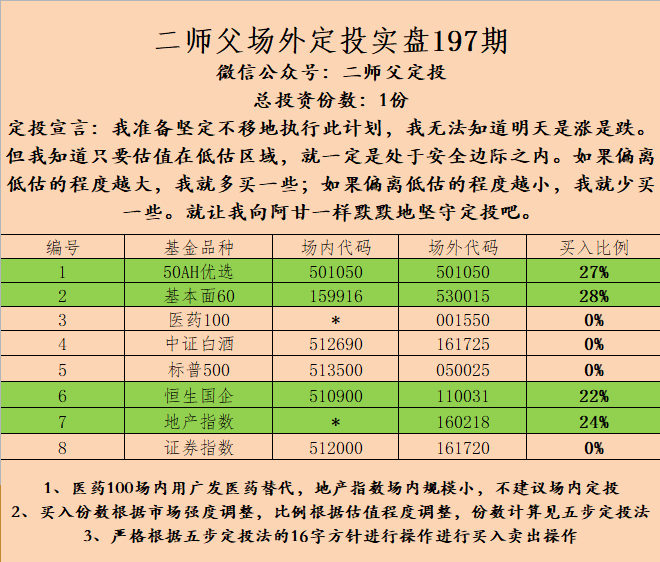 二师父场外定投实盘197期
微信公众号：二师父定投
总投资份数：1份
定投宣言：我准备坚定不移地执行此计划，我无法知道明天是涨是跌。
但我知道只要估值在低估区域，就一定是处于安全边际之内。如果偏离
低估的程度越大，我就多买一些；如果偏离低估的程度越小，我就少买
一些。就让我向阿甘一样默默地坚守定投吧。
编号 基金品种 场内代码 场外代码 买入比例
1 50AH优选 501050 501050 27%
2 基本面60 159916 530015 28%
3 医药100 * 001550 0%
4 中证白酒 512690 161725 0%
5 标普500 513500 050025 0%
6 恒生国企 510900 110031 22%
7 地产指数 * 160218 24%
8 证券指数 512000 161720 0%
1、医药100场内用广发医药替代，地产指数场内规模小，不建议场内定投
2、买入份数根据市场强度调整，比例根据估值程度调整，份数计算见五步定投法
3、严格根据五步定投法的16字方针进行操作进行买入卖出操作